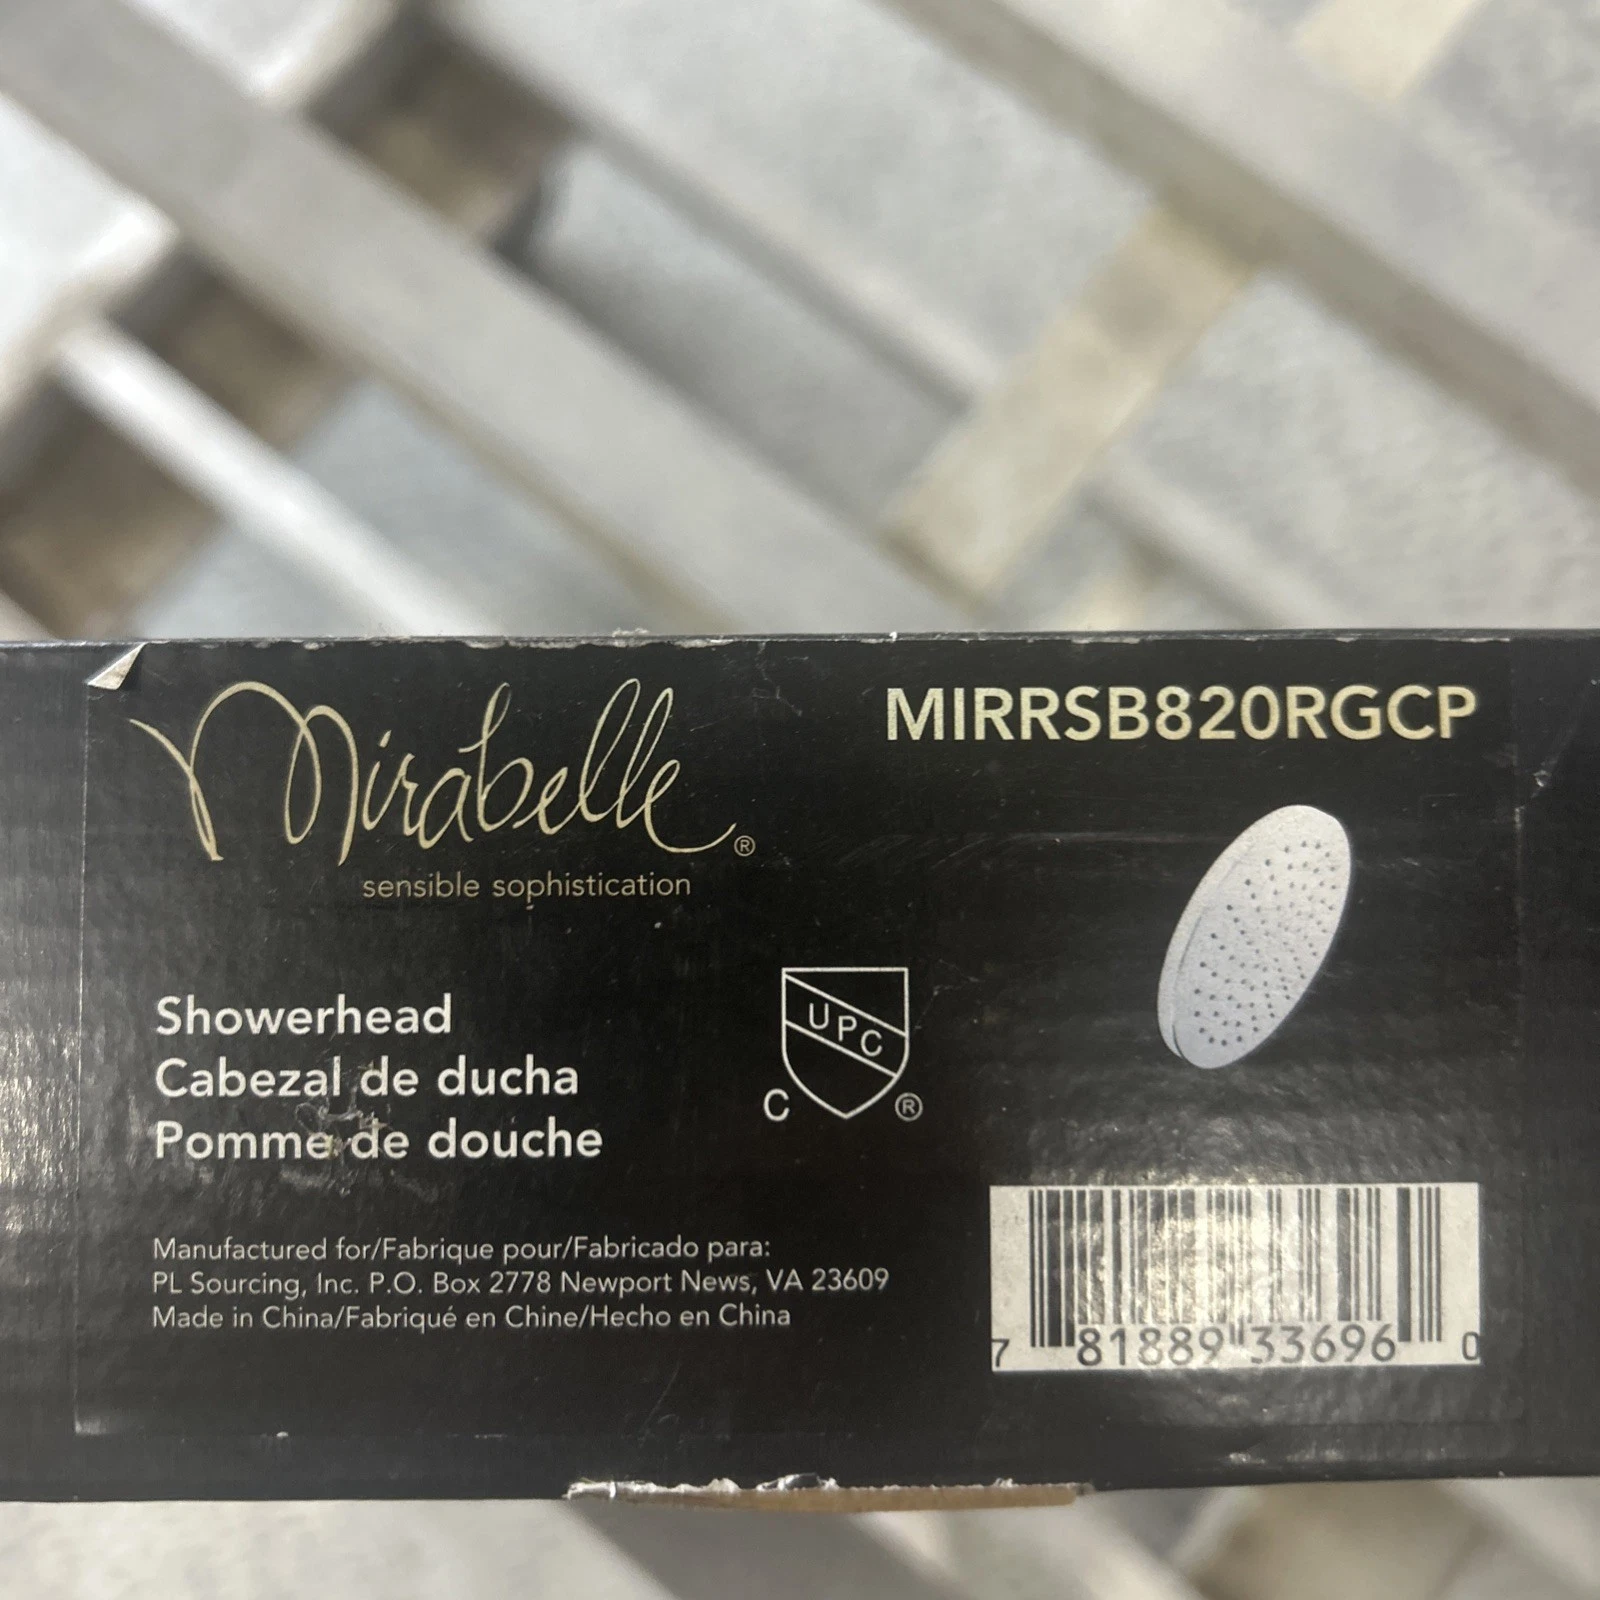 Mirabelle®
sensible sophistication
MIRRSB820RGCP
Showerhead
Cabezal de ducha
Pomme de douche
UPC
C ®
Manufactured for/Fabrique pour/Fabricado para:
PL Sourcing, Inc. P.O. Box 2778 Newport News, VA 23609
Made in China/Fabriqué en Chine/Hecho en China
7 81889 33696 0